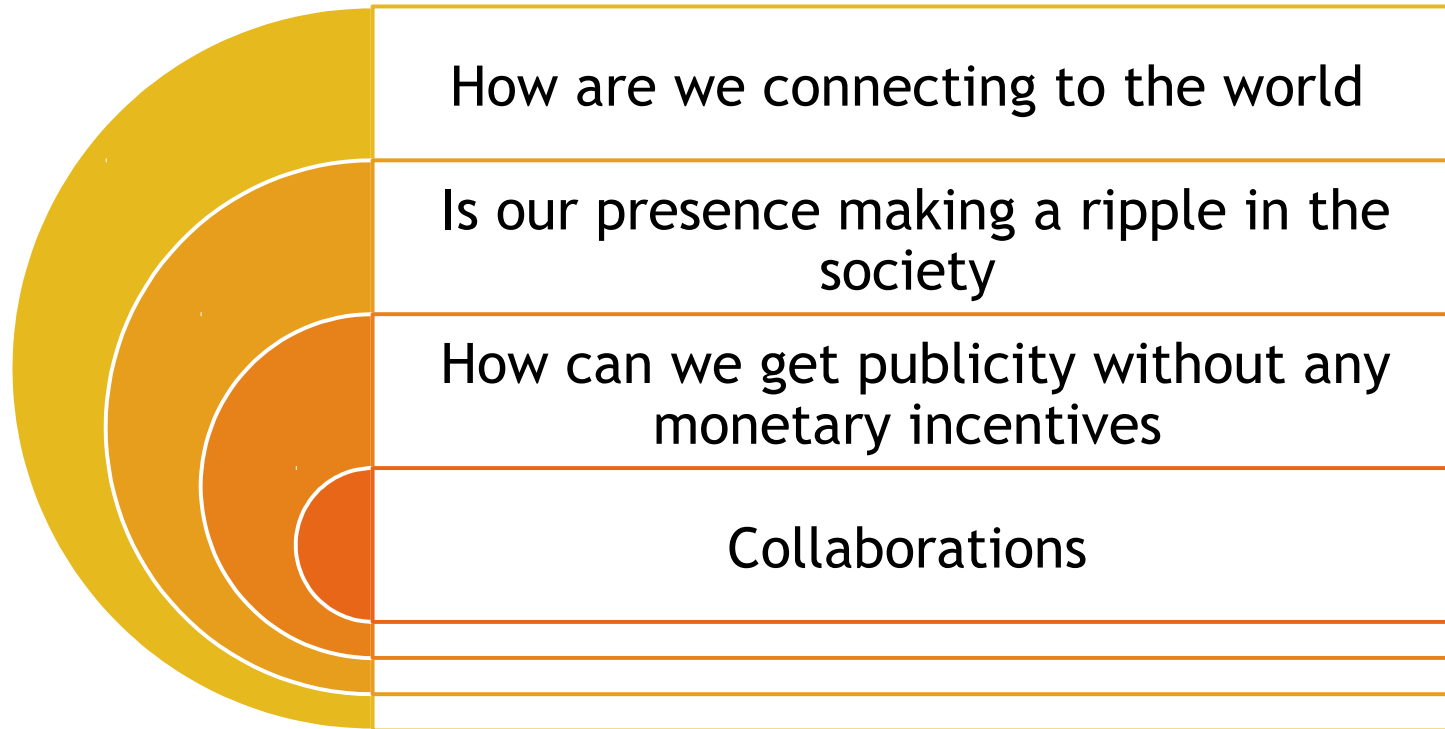 How are we connecting to the world
Is our presence making a ripple in the
society
How can we get publicity without any
monetary incentives
Collaborations